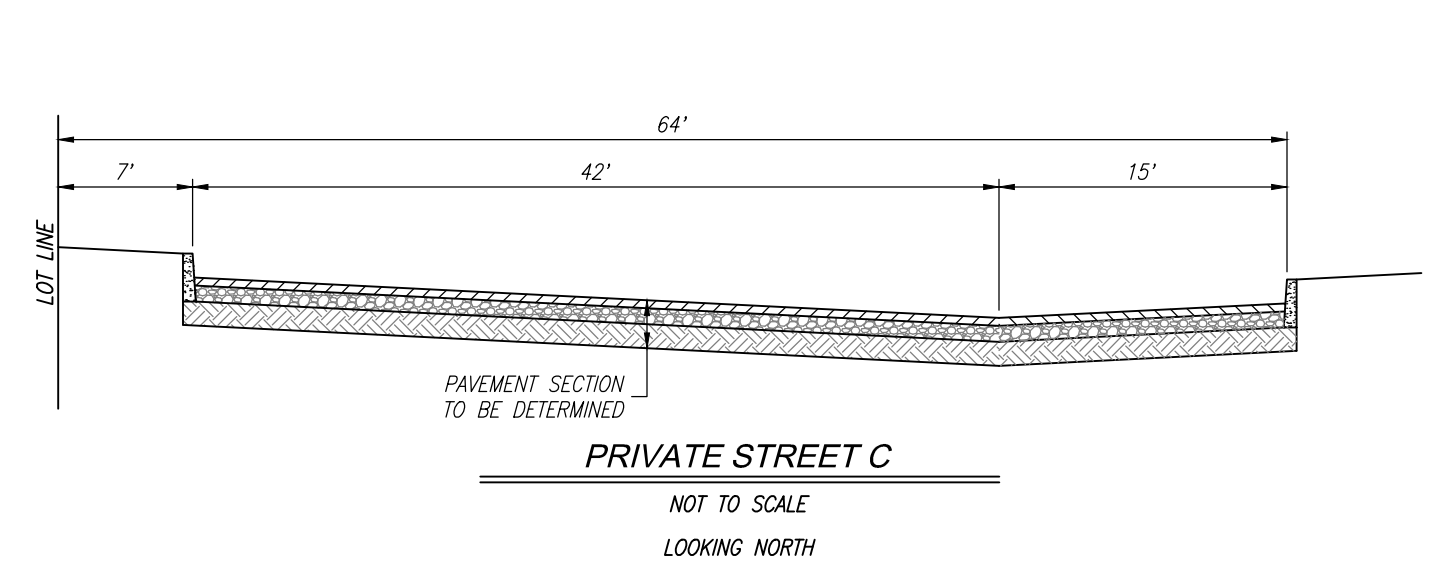 64'
7'
42'
15'
LOT LINE
PAVEMENT SECTION
TO BE DETERMINED
PRIVATE STREET C
NOT TO SCALE
LOOKING NORTH